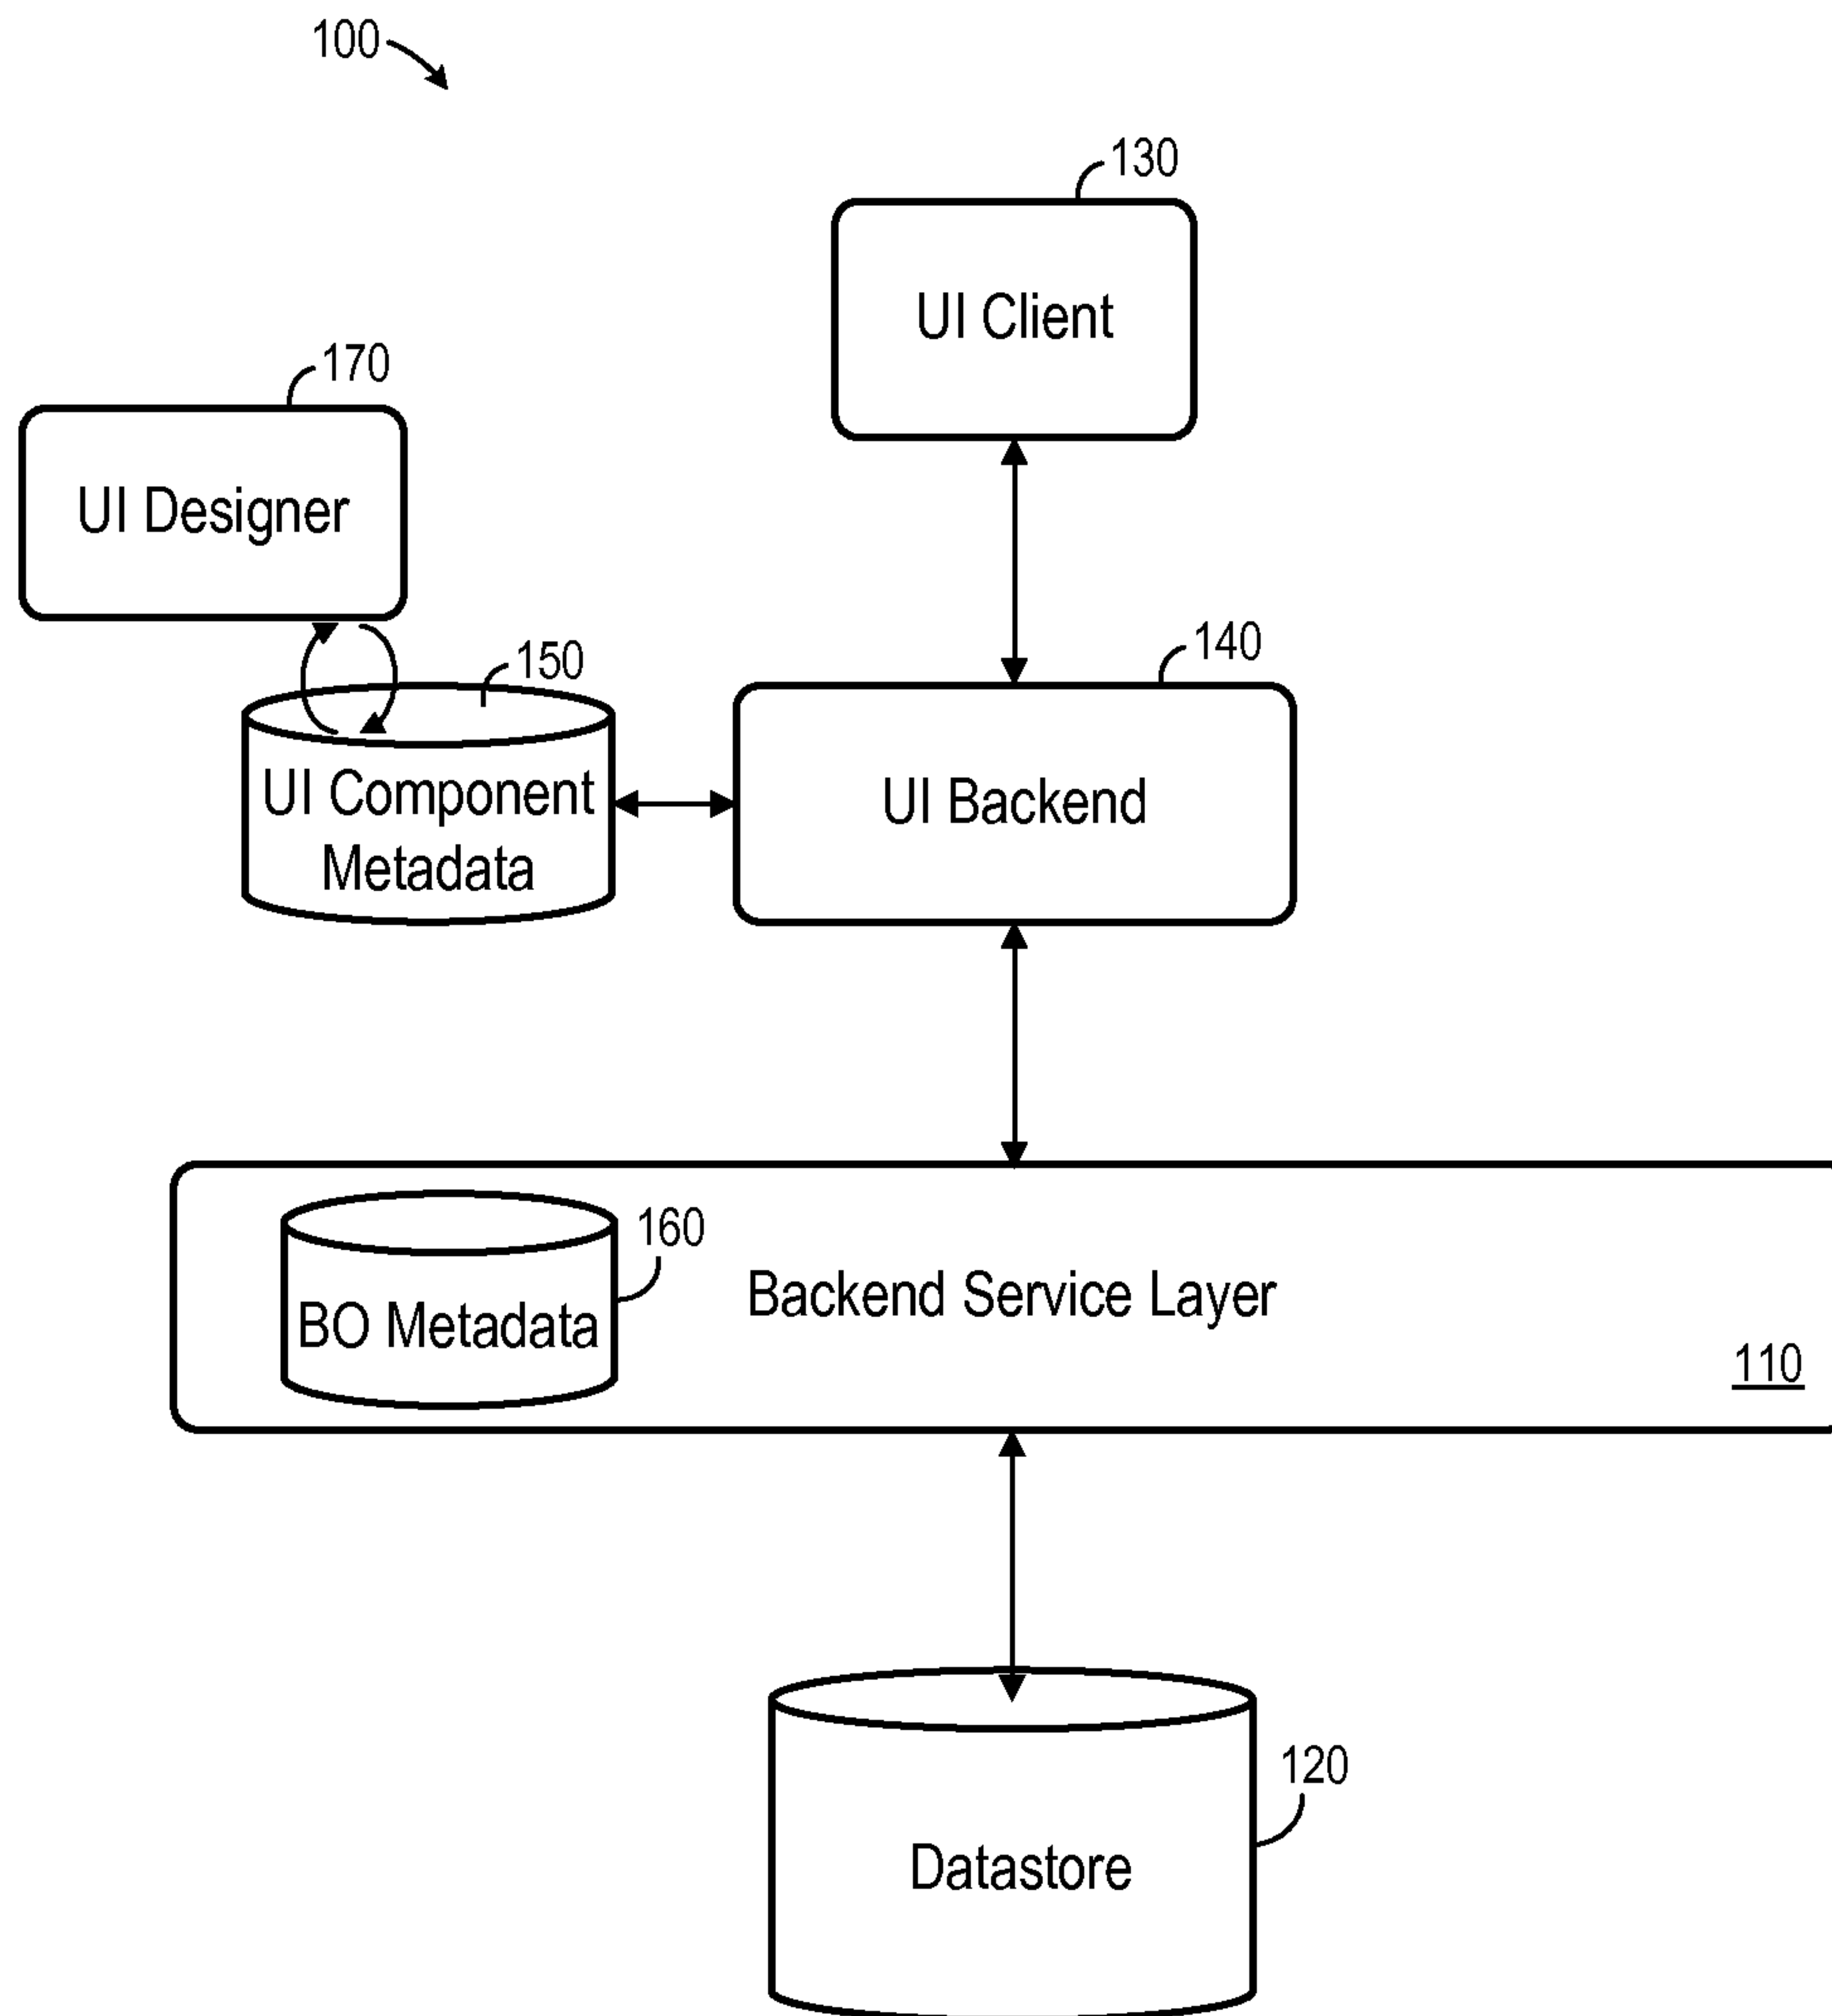 100
130
UI Client
170
UI Designer
150
140
UI Component
Metadata
UI Backend
160
BO Metadata
Backend Service Layer
110
120
Datastore